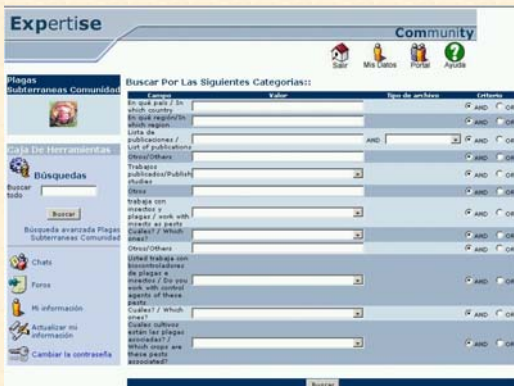 Expertise
Community
Salir Mis Datos Portal Ayuda
Plagas
Subterraneas Comunidad
Caja De Herramientas
Búsquedas
Buscar
todo
Buscar
Búsqueda avanzada Plagas
Subterraneas Comunidad
Chats
Foros
Mi información
Actualizar mi
información
Cambiar la contraseña
Buscar Por Las Siguientes Categorias::
Campo Valor Tipo de archivo Criterio
En qué país / In
which country
AND OR
En qué región/In
which region
AND OR
Lista de
publicaciones /
List of publications
AND
AND OR
Otros/Others
AND OR
Trabajos
publicados/Publish
studies
AND OR
Otros
AND OR
trabaja con
insectos y
plagas / work with
insects as pests
AND OR
Cuáles? / Which
ones?
AND OR
Otros/Others
AND OR
Usted trabaja con
biocontroladores
de plagas e
insectos / Do you
work with control
agents of these
pests
AND OR
Cuáles? / Which
ones?
AND OR
Cuales cultivos
están las plagas
asociadas? /
Which crops are
these pests
associated?
AND OR
Buscar